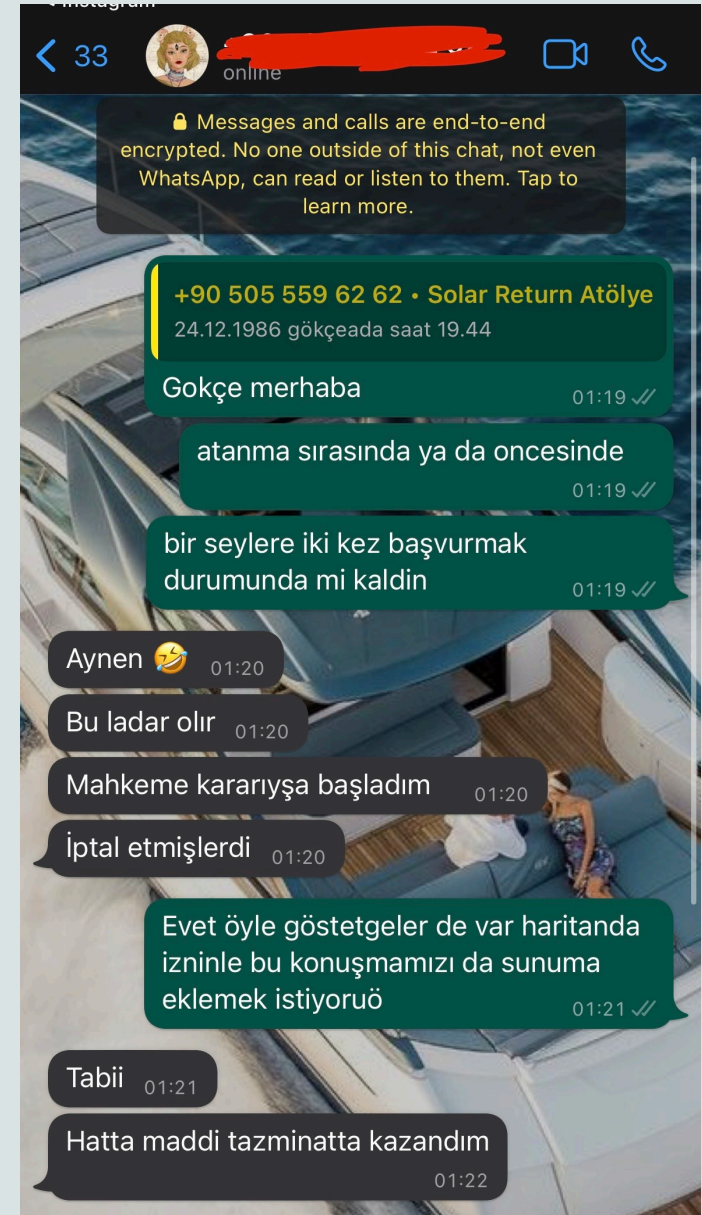 33
online
🔒 Messages and calls are end-to-end
encrypted. No one outside of this chat, not even
WhatsApp, can read or listen to them. Tap to
learn more.
+90 505 559 62 62 • Solar Return Atölye
24.12.1986 gökçeada saat 19.44
Gokçe merhaba 01:19
atanma sırasında ya da oncesinde
01:19
bir seylere iki kez başvurmak
durumunda mi kaldin 01:19
Aynen 🤣 01:20
Bu ladar olır 01:20
Mahkeme kararıyşa başladım 01:20
İptal etmişlerdi 01:20
Evet öyle göstetgeler de var haritanda
izninle bu konuşmamızı da sunuma
eklemek istiyoruö 01:21
Tabii 01:21
Hatta maddi tazminatta kazandım
01:22